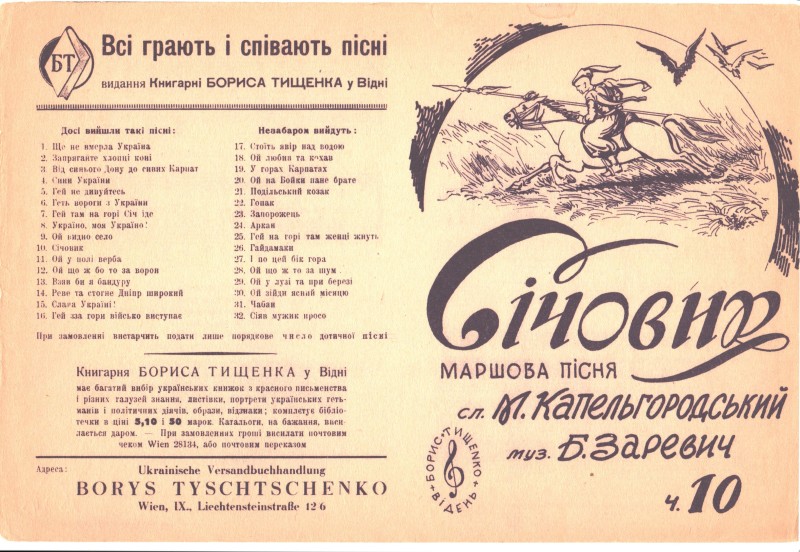 БТ
Всі грають і співають пісні
видання Книгарні БОРИСА ТИЩЕНКА у Відні
Досі вийшли такі пісні:
1. Ще не вмерла Україна
2. Запрягайте хлопці коні
3. Від синього Дону до сивих Карпат
4. Сини України
5. Гей не дивуйтесь
6. Геть вороги з України
7. Гей там на горі Січ іде
8. Україно, моя Україно!
9. Ой видно село
10. Січовик
11. Ой у полі верба
12. Ой що ж бо то за ворон
13. Взяв би я бандуру
14. Реве та стогне Дніпр широкий
15. Слава Україні!
16. Гей зза гори військо виступає
Незабаром вийдуть:
17. Стоїть явір над водою
18. Ой любив та кохав
19. У горах Карпатах
20. Ой на Бойки пане брате
21. Подільський козак
22. Гопак
23. Запорожець
24. Аркан
25. Гей на горі там женці жнуть
26. Гайдамаки
27. І по цей бік гора
28. Ой що ж то за шум
29. Ой у лузі та при березі
30. Ой зійди ясний місяцю
31. Чабан
32. Сіяв мужик просо
При замовленні вистарчить подати лише порядкове число дотичної пісні
Книгарня БОРИСА ТИЩЕНКА у Відні
має багатий вибір українських книжок з красного письменства
і різних галузей знання, листівки, портрети українських геть-
манів і політичних діячів, образи, відзнаки; комплєтує бібліо-
течки в ціні 5,10 і 50 марок. Катальоги, на бажання, виси-
лається даром. — При замовленнях гроші висилати почтовим
чеком Wien 28134, або почтовим переказом
Адреса:
Ukrainische Versandbuchhandlung
BORYS TYSCHTSCHENKO
Wien, IX., Liechtensteinstraße 12 6
Січовик
МАРШОВА ПІСНЯ
сл. М. Капельгородський
муз. Б. Заревич
БОРИС·ТИЩЕНКО
ВІДЕНЬ
ч. 10